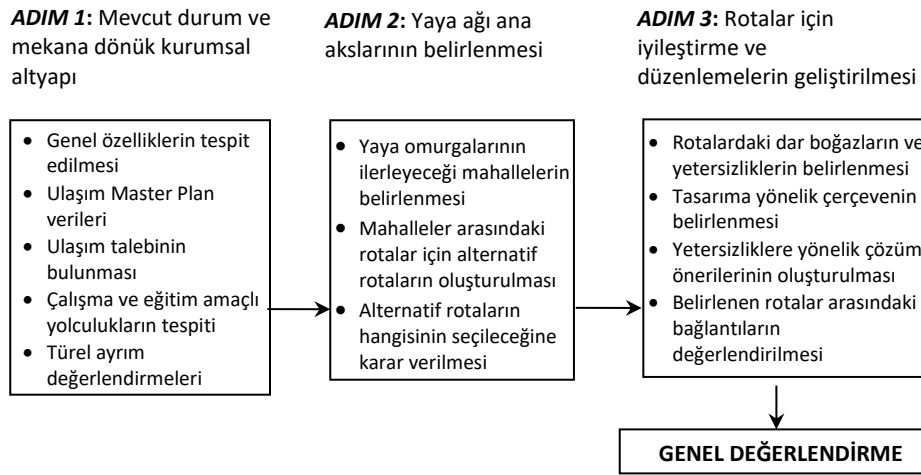 ADIM 1: Mevcut durum ve
mekana dönük kurumsal
altyapı
• Genel özelliklerin tespit
edilmesi
• Ulaşım Master Plan
verileri
• Ulaşım talebinin
bulunması
• Çalışma ve eğitim amaçlı
yolculukların tespiti
• Türel ayrım
değerlendirmeleri
ADIM 2: Yaya ağı ana
akslarının belirlenmesi
• Yaya omurgalarının
ilerleyeceği mahallelerin
belirlenmesi
• Mahalleler arasındaki
rotalar için alternatif
rotaların oluşturulması
• Alternatif rotaların
hangisinin seçileceğine
karar verilmesi
ADIM 3: Rotalar için
iyileştirme ve
düzenlemelerin geliştirilmesi
• Rotalardaki dar boğazların ve
yetersizliklerin belirlenmesi
• Tasarıma yönelik çerçevenin
belirlenmesi
• Yetersizliklere yönelik çözüm
önerilerinin oluşturulması
• Belirlenen rotalar arasındaki
bağlantıların
değerlendirilmesi
GENEL DEĞERLENDİRME